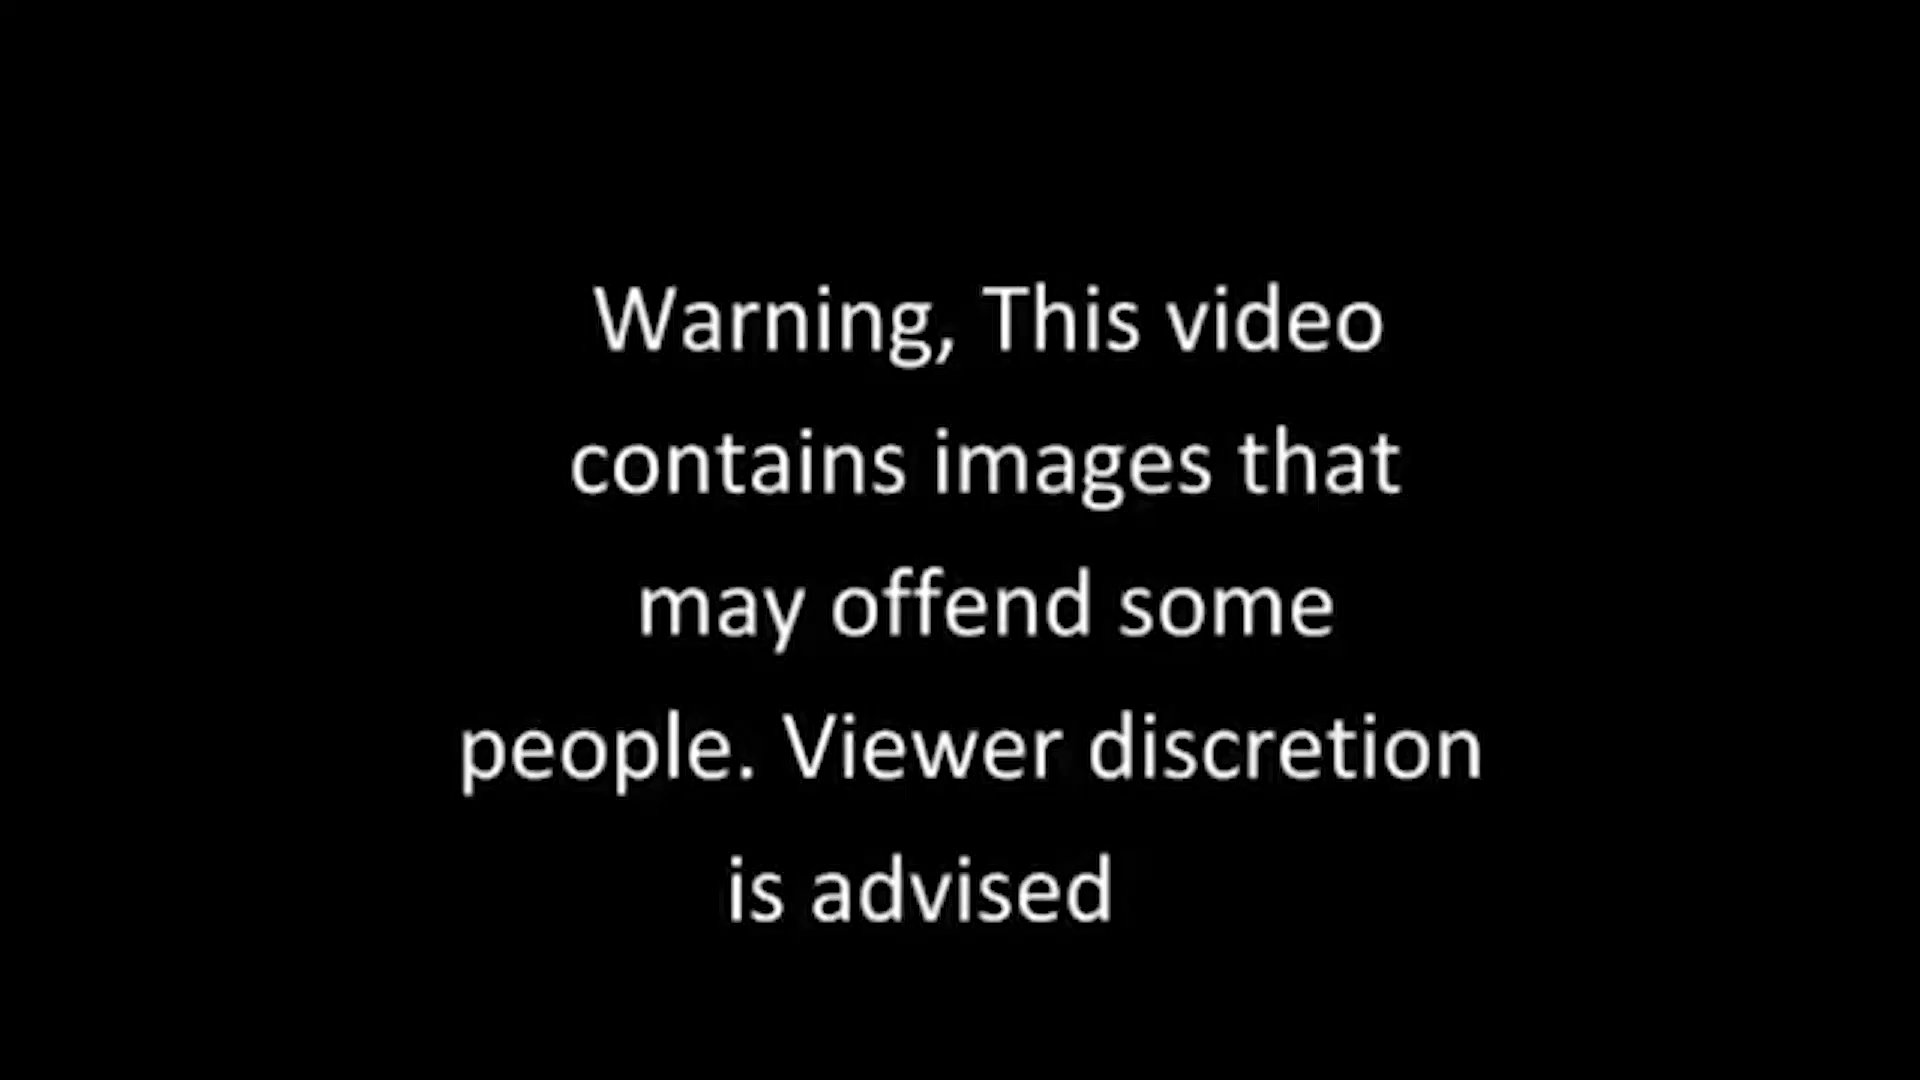 Warning, This video
contains images that
may offend some
people. Viewer discretion
is advised